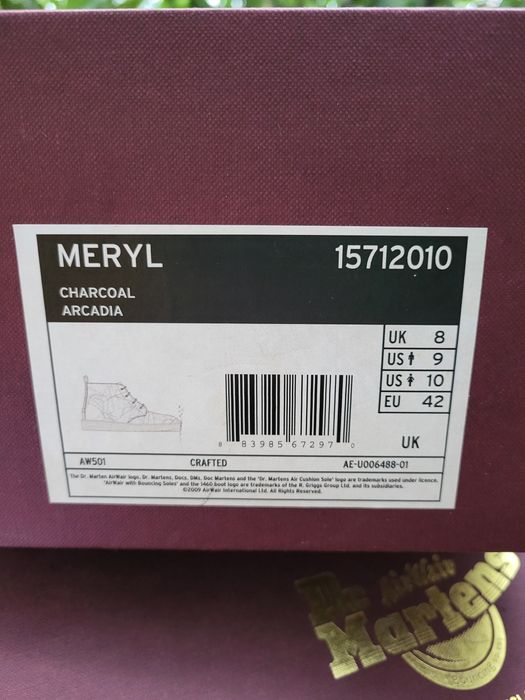 MERYL 15712010
CHARCOAL
ARCADIA
UK 8
US 9
US 10
EU 42
8 83985 67297 0
UK
AW501 CRAFTED AE-U006488-01
The Dr. Marten AirWair logo, Dr. Martens, Docs, DMs, Doc Martens and the 'Dr. Martens Air Cushion Sole' logo are trademarks used under licence.
'AirWair with Bouncing Soles' and the 1460 boot logo are trademarks of the R. Griggs Group Ltd. and its subsidiaries.
©2009 AirWair International Ltd. All Rights Reserved.
Dr. AirWair
Martens